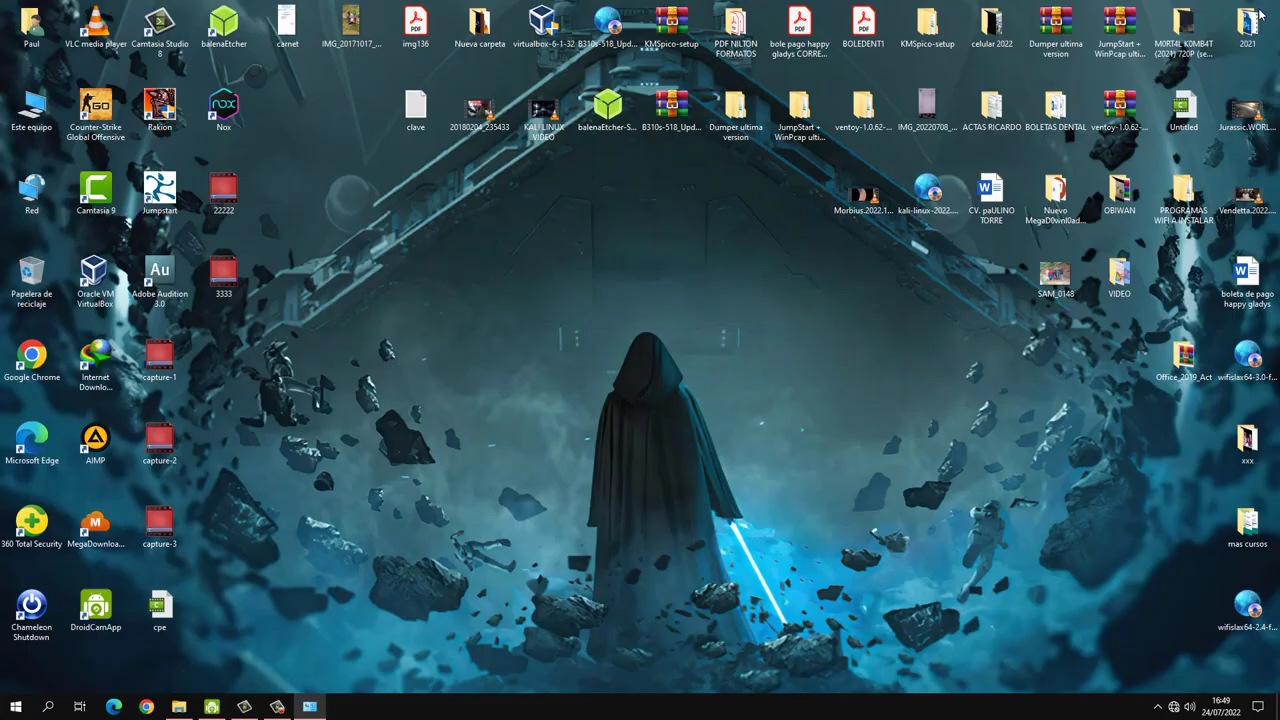 Paul
VLC media player
Camtasia Studio
8
balenaEtcher
carnet
IMG_20171017_...
img136
Nueva carpeta
virtualbox-6-1-32
B310s-518_Upd...
KMSpico-setup
PDF NILTON
FORMATOS
bole pago happy
gladys CORRE...
BOLEDENT1
KMSpico-setup
celular 2022
Dumper ultima
version
JumpStart +
WinPcap ulti...
M0RT4L K0MB4T
(2021) 720P (se...
2021
Este equipo
Counter-Strike
Global Offensive
Rakion
Nox
clave
20180204_235433
KALI LINUX
VIDEO
balenaEtcher-S...
B310s-518_Upd...
Dumper ultima
version
JumpStart +
WinPcap ulti...
ventoy-1.0.62-...
IMG_20220708_...
ACTAS RICARDO
BOLETAS DENTAL
ventoy-1.0.62-...
Untitled
Jurassic.WORL...
Red
Camtasia 9
Jumpstart
22222
Morbius.2022.1...
kali-linux-2022....
CV. paULINO
TORRE
Nuevo
MegaD0wnl0ad...
OBIWAN
PROGRAMAS
WIFI A INSTALAR
Vendetta.2022....
Papelera de
reciclaje
Oracle VM
VirtualBox
Au
Adobe Audition
3.0
3333
SAM_0148
VIDEO
boleta de pago
happy gladys
Google Chrome
Internet
Downlo...
capture-1
Office_2019_Act
wifislax64-3.0-f...
Microsoft Edge
AIMP
capture-2
xxx
360 Total Security
MegaDownloa...
capture-3
mas cursos
Chameleon
Shutdown
DroidCamApp
cpe
wifislax64-2.4-f...
16:49
24/07/2022